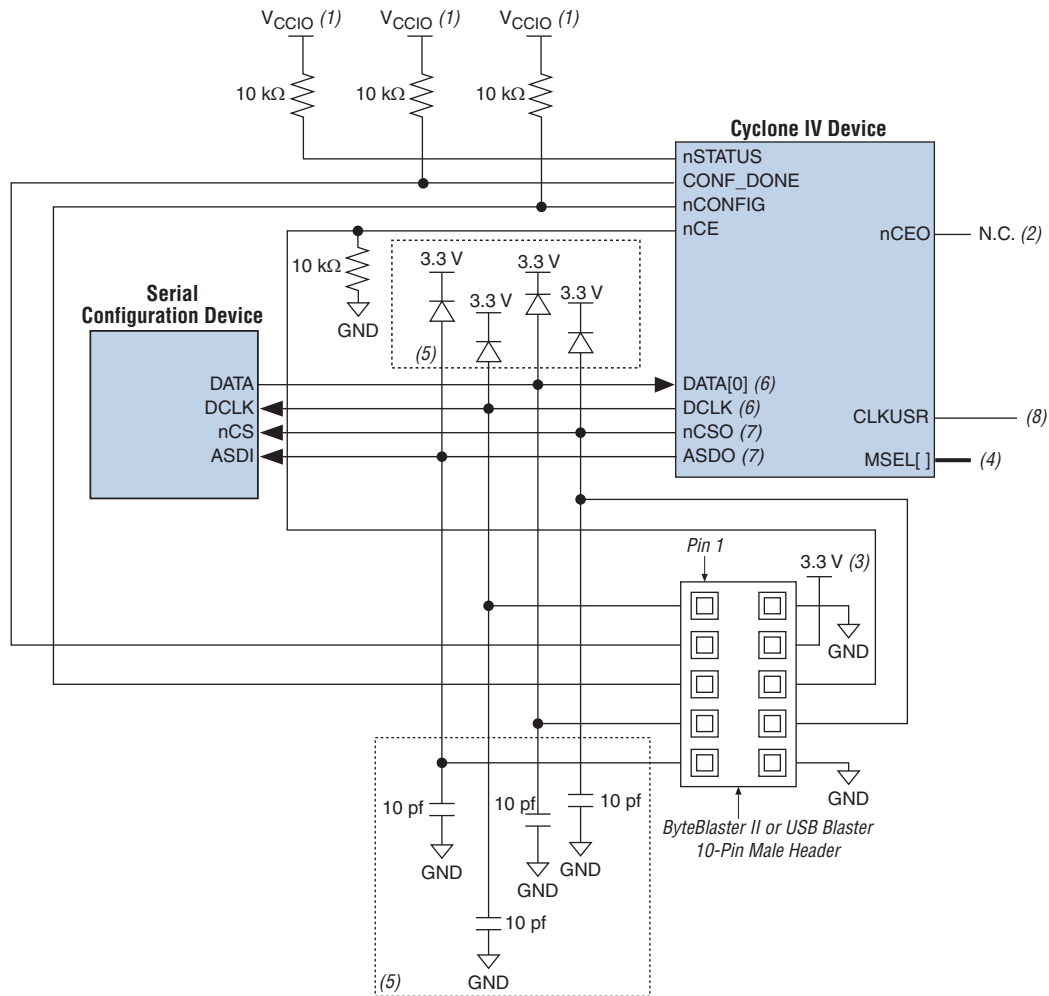 VCCIO (1) VCCIO (1) VCCIO (1)
10 kΩ 10 kΩ 10 kΩ
Cyclone IV Device
nSTATUS
CONF_DONE
nCONFIG
nCE
nCEO N.C. (2)
10 kΩ
GND
3.3 V 3.3 V
3.3 V 3.3 V
(5)
Serial
Configuration Device
DATA
DCLK
nCS
ASDI
DATA[0] (6)
DCLK (6)
nCSO (7)
ASDO (7)
CLKUSR (8)
MSEL[ ] (4)
Pin 1
3.3 V (3)
GND
GND
10 pf 10 pf 10 pf
GND GND GND
10 pf
GND
(5)
ByteBlaster II or USB Blaster
10-Pin Male Header